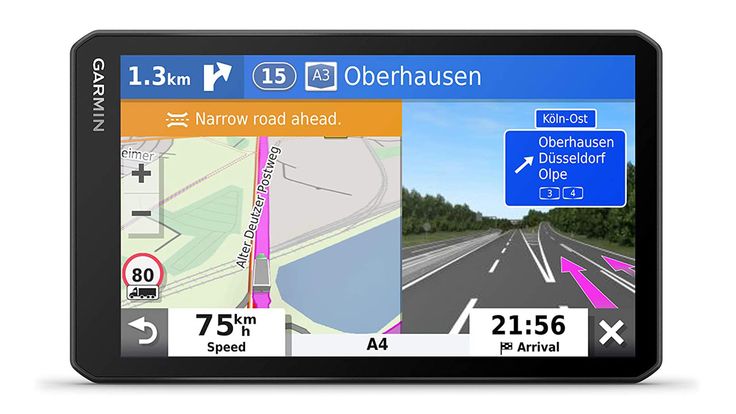 GARMIN
1.3km
15
A3
Oberhausen
Narrow road ahead.
Köln-Ost
Oberhausen
Düsseldorf
Olpe
3 4
eimer
+
Alter Deutzer Postweg
−
80
75 km/h
Speed
A4
21:56
Arrival